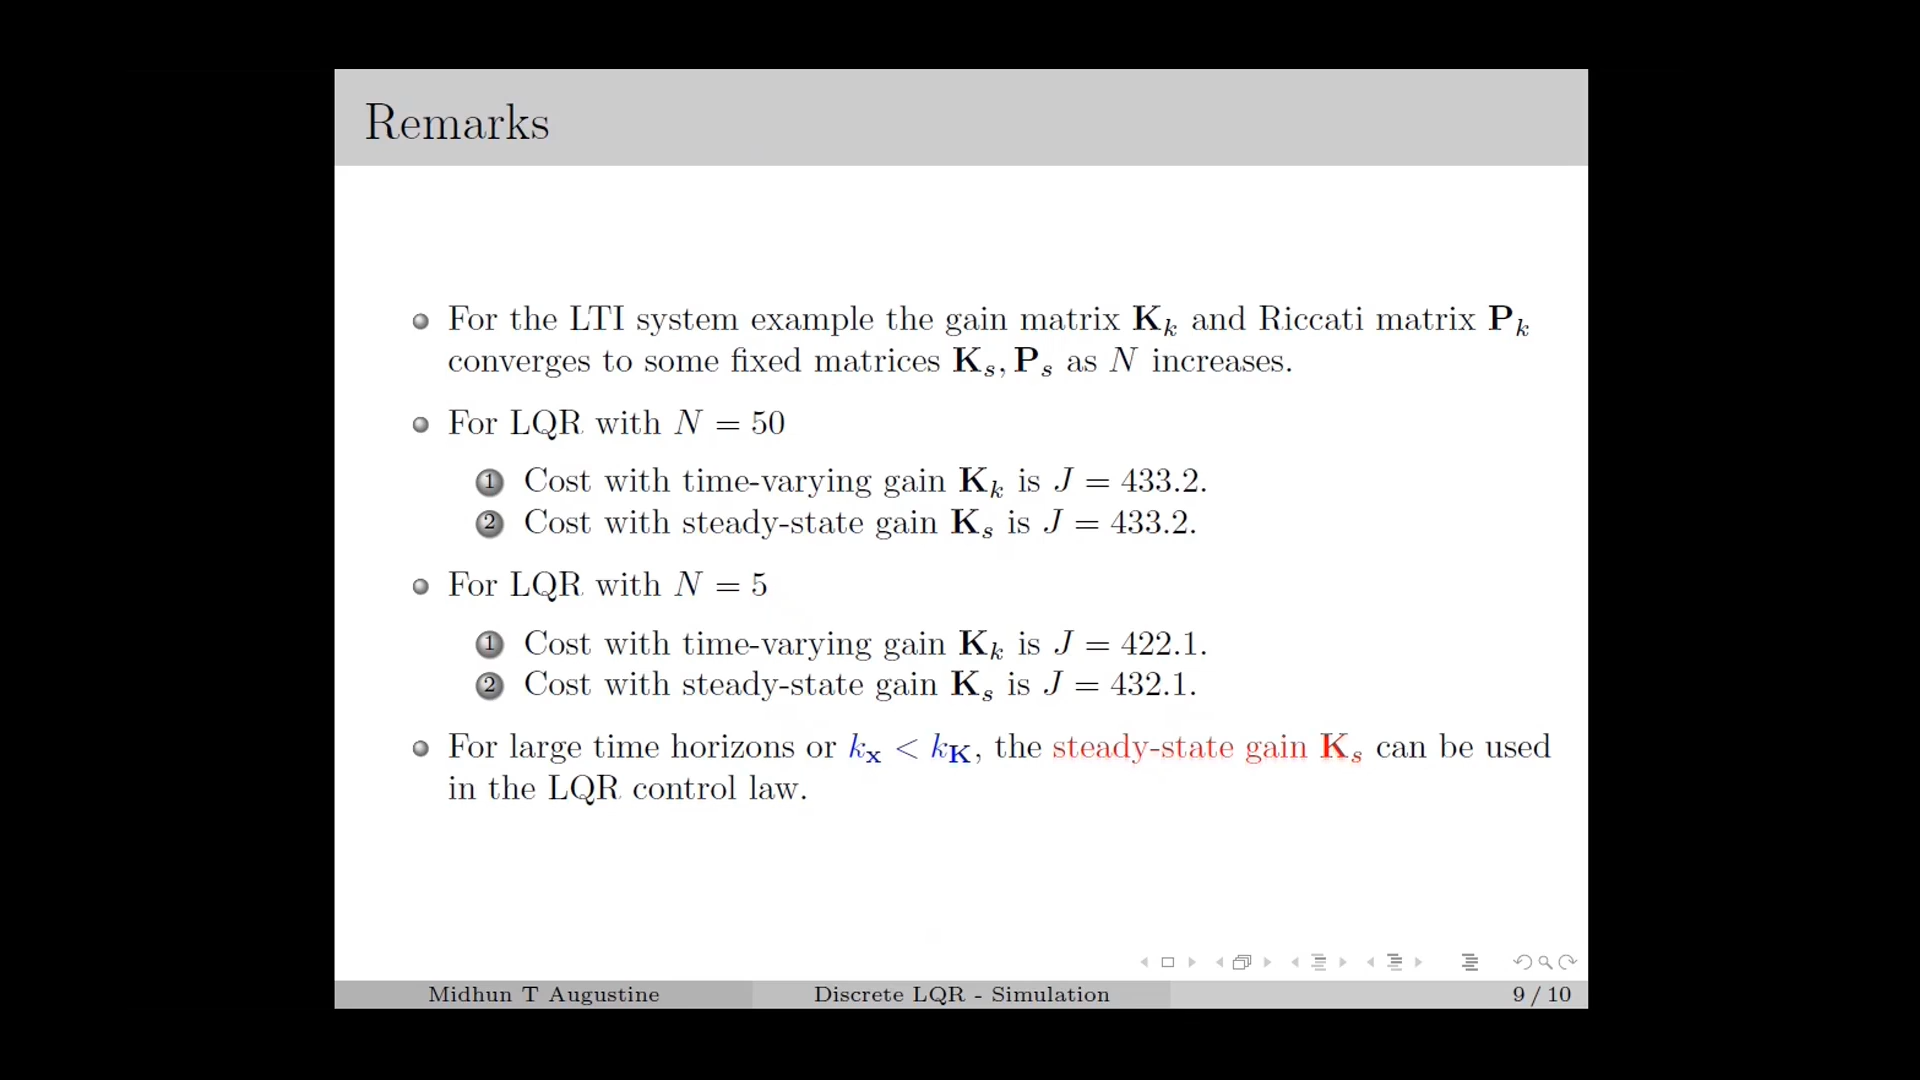 Remarks
For the LTI system example the gain matrix K_k and Riccati matrix P_k
converges to some fixed matrices K_s, P_s as N increases.
For LQR with N = 50
1 Cost with time-varying gain K_k is J = 433.2.
2 Cost with steady-state gain K_s is J = 433.2.
For LQR with N = 5
1 Cost with time-varying gain K_k is J = 422.1.
2 Cost with steady-state gain K_s is J = 432.1.
For large time horizons or k_x < k_K, the steady-state gain K_s can be used
in the LQR control law.
Midhun T Augustine Discrete LQR - Simulation 9 / 10